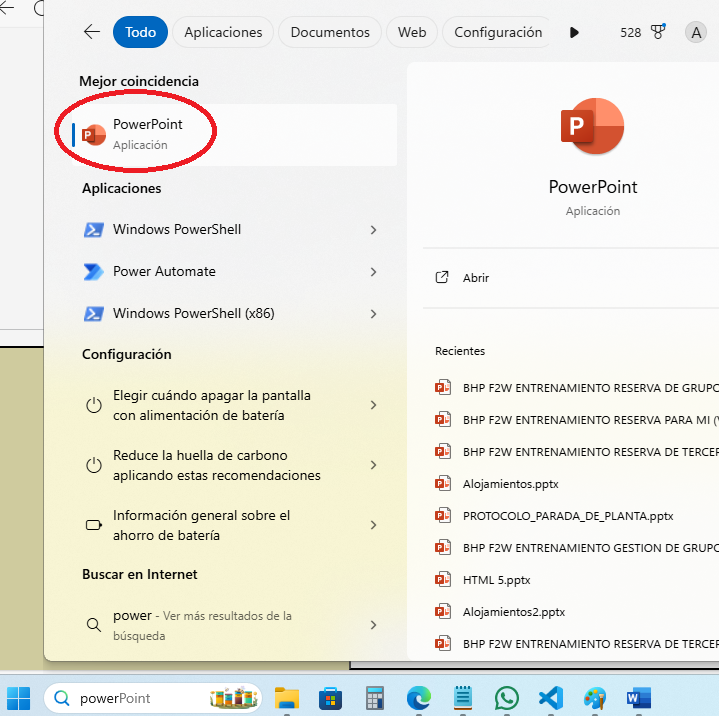 Todo
Aplicaciones
Documentos
Web
Configuración
528
A
Mejor coincidencia
PowerPoint
Aplicación
Aplicaciones
Windows PowerShell
Power Automate
Windows PowerShell (x86)
Configuración
Elegir cuándo apagar la pantalla
con alimentación de batería
Reduce la huella de carbono
aplicando estas recomendaciones
Información general sobre el
ahorro de batería
Buscar en Internet
power - Ver más resultados de la
búsqueda
P
PowerPoint
Aplicación
Abrir
Recientes
BHP F2W ENTRENAMIENTO RESERVA DE GRUPO
BHP F2W ENTRENAMIENTO RESERVA PARA MI (
BHP F2W ENTRENAMIENTO RESERVA DE TERCER
Alojamientos.pptx
PROTOCOLO_PARADA_DE_PLANTA.pptx
BHP F2W ENTRENAMIENTO GESTION DE GRUPO
HTML 5.pptx
Alojamientos2.pptx
BHP F2W ENTRENAMIENTO RESERVA DE TERCER
powerPoint